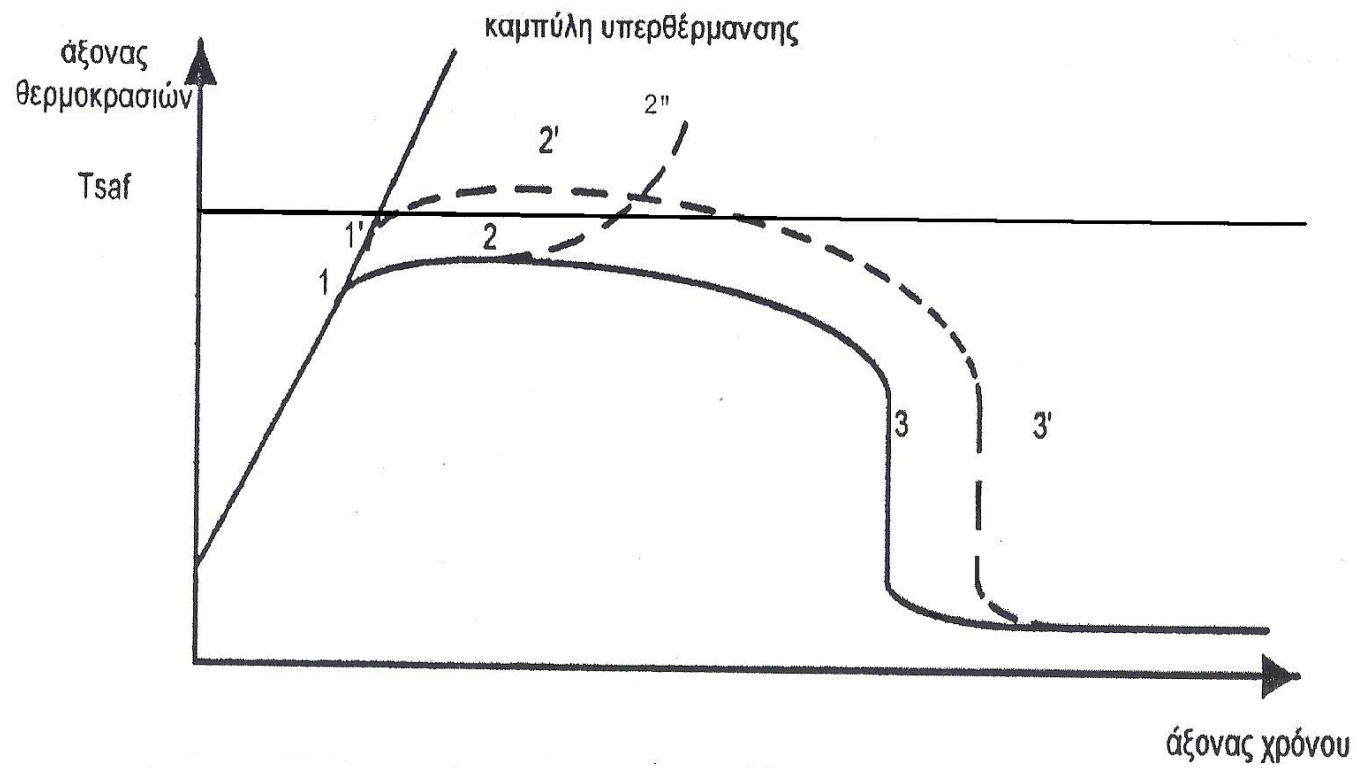 καμπύλη υπερθέρμανσης
άξονας
θερμοκρασιών
2"
2'
Tsaf
1'
2
1
3
3'
άξονας χρόνου